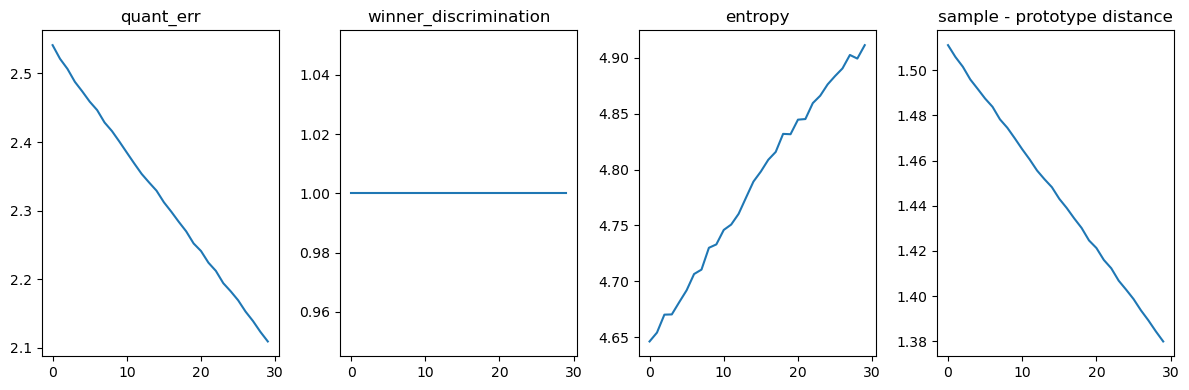 quant_err
2.5
2.4
2.3
2.2
2.1
0 10 20 30
winner_discrimination
1.04
1.02
1.00
0.98
0.96
0 10 20 30
entropy
4.90
4.85
4.80
4.75
4.70
4.65
0 10 20 30
sample - prototype distance
1.50
1.48
1.46
1.44
1.42
1.40
1.38
0 10 20 30